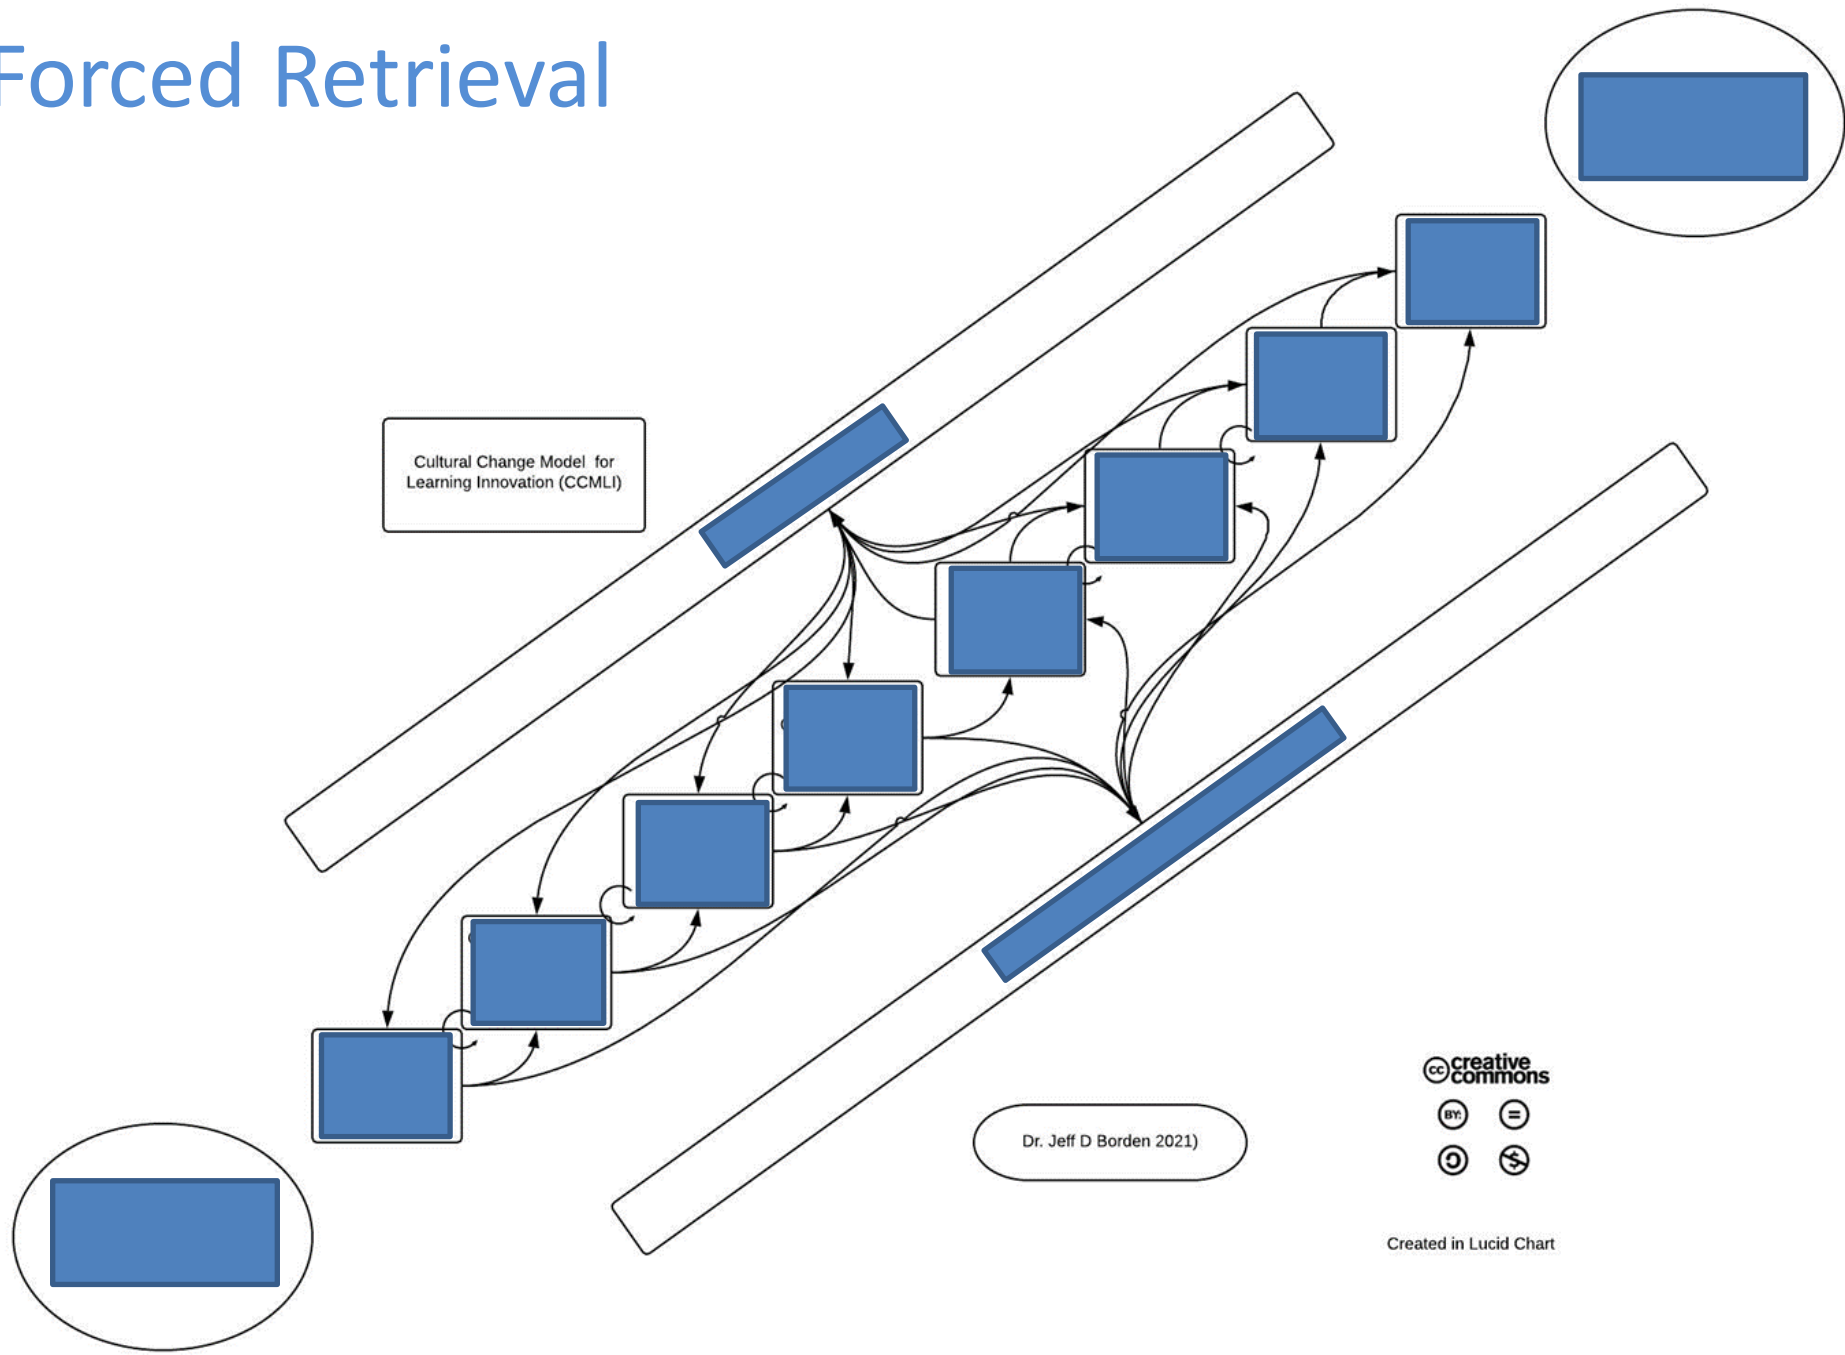 Forced Retrieval
Cultural Change Model for
Learning Innovation (CCMLI)
creative
cc commons
BY: =
Dr. Jeff D Borden 2021)
$
Created in Lucid Chart